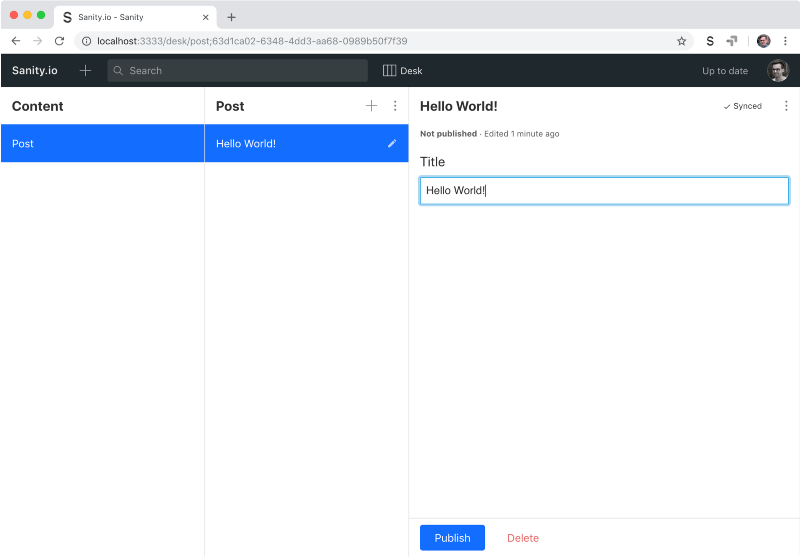 Sanity.io - Sanity
localhost:3333/desk/post;63d1ca02-6348-4dd3-aa68-0989b50f7f39
S
Sanity.io
Search
Desk
Up to date
Content
Post
Hello World!
Synced
Post
Hello World!
Not published · Edited 1 minute ago
Title
Hello World!
Publish
Delete